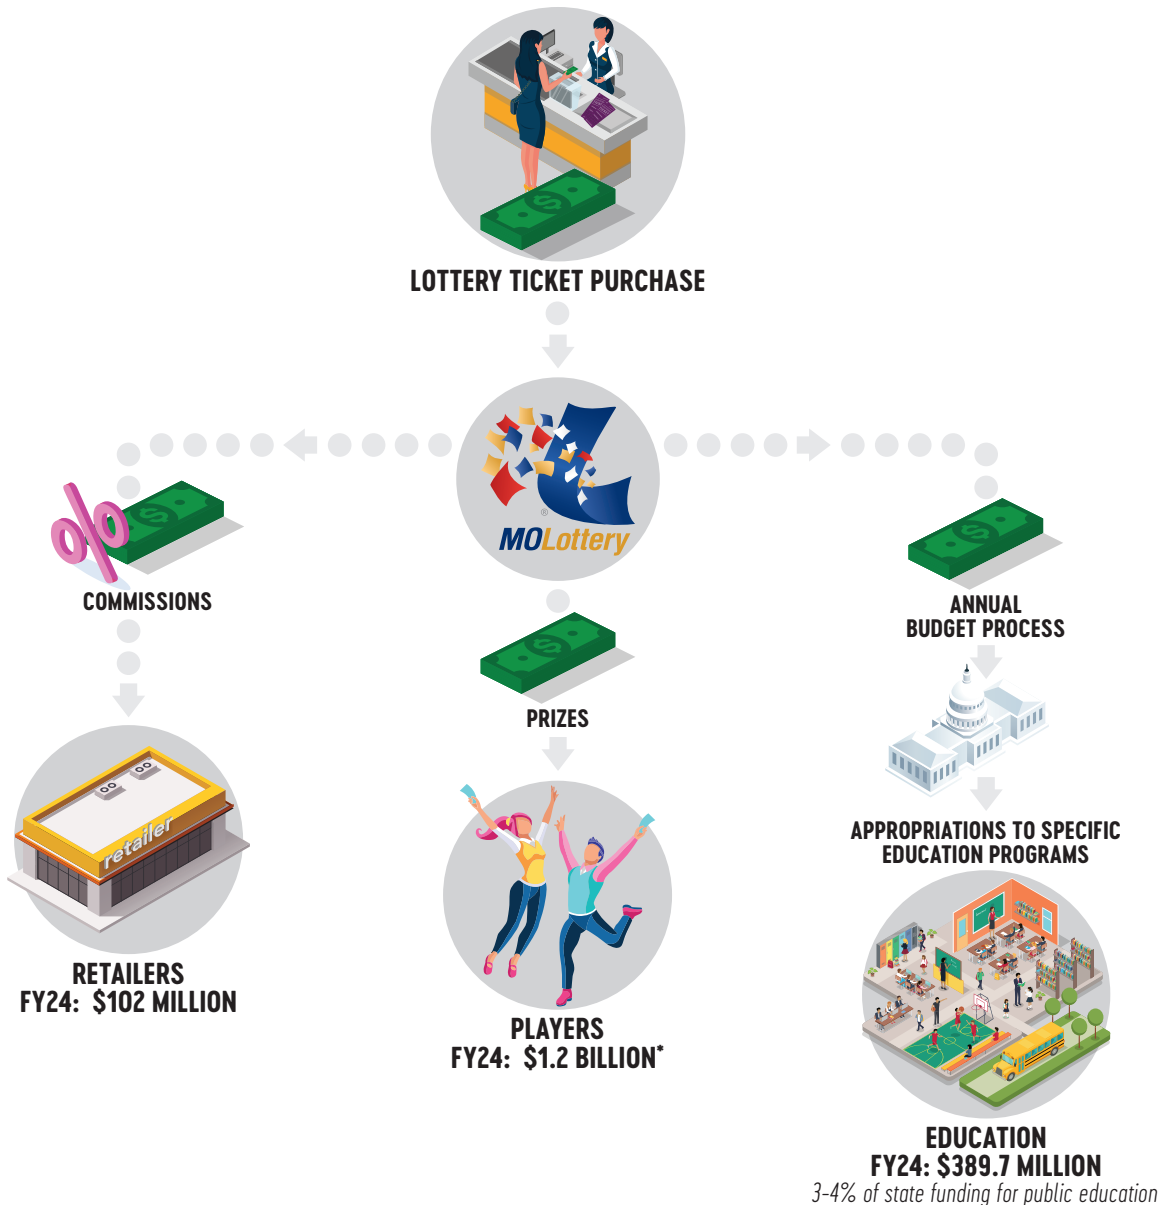 LOTTERY TICKET PURCHASE
®
MOLottery
COMMISSIONS
PRIZES
ANNUAL
BUDGET PROCESS
retailer
RETAILERS
FY24: $102 MILLION
PLAYERS
FY24: $1.2 BILLION*
APPROPRIATIONS TO SPECIFIC
EDUCATION PROGRAMS
EDUCATION
FY24: $389.7 MILLION
3-4% of state funding for public education